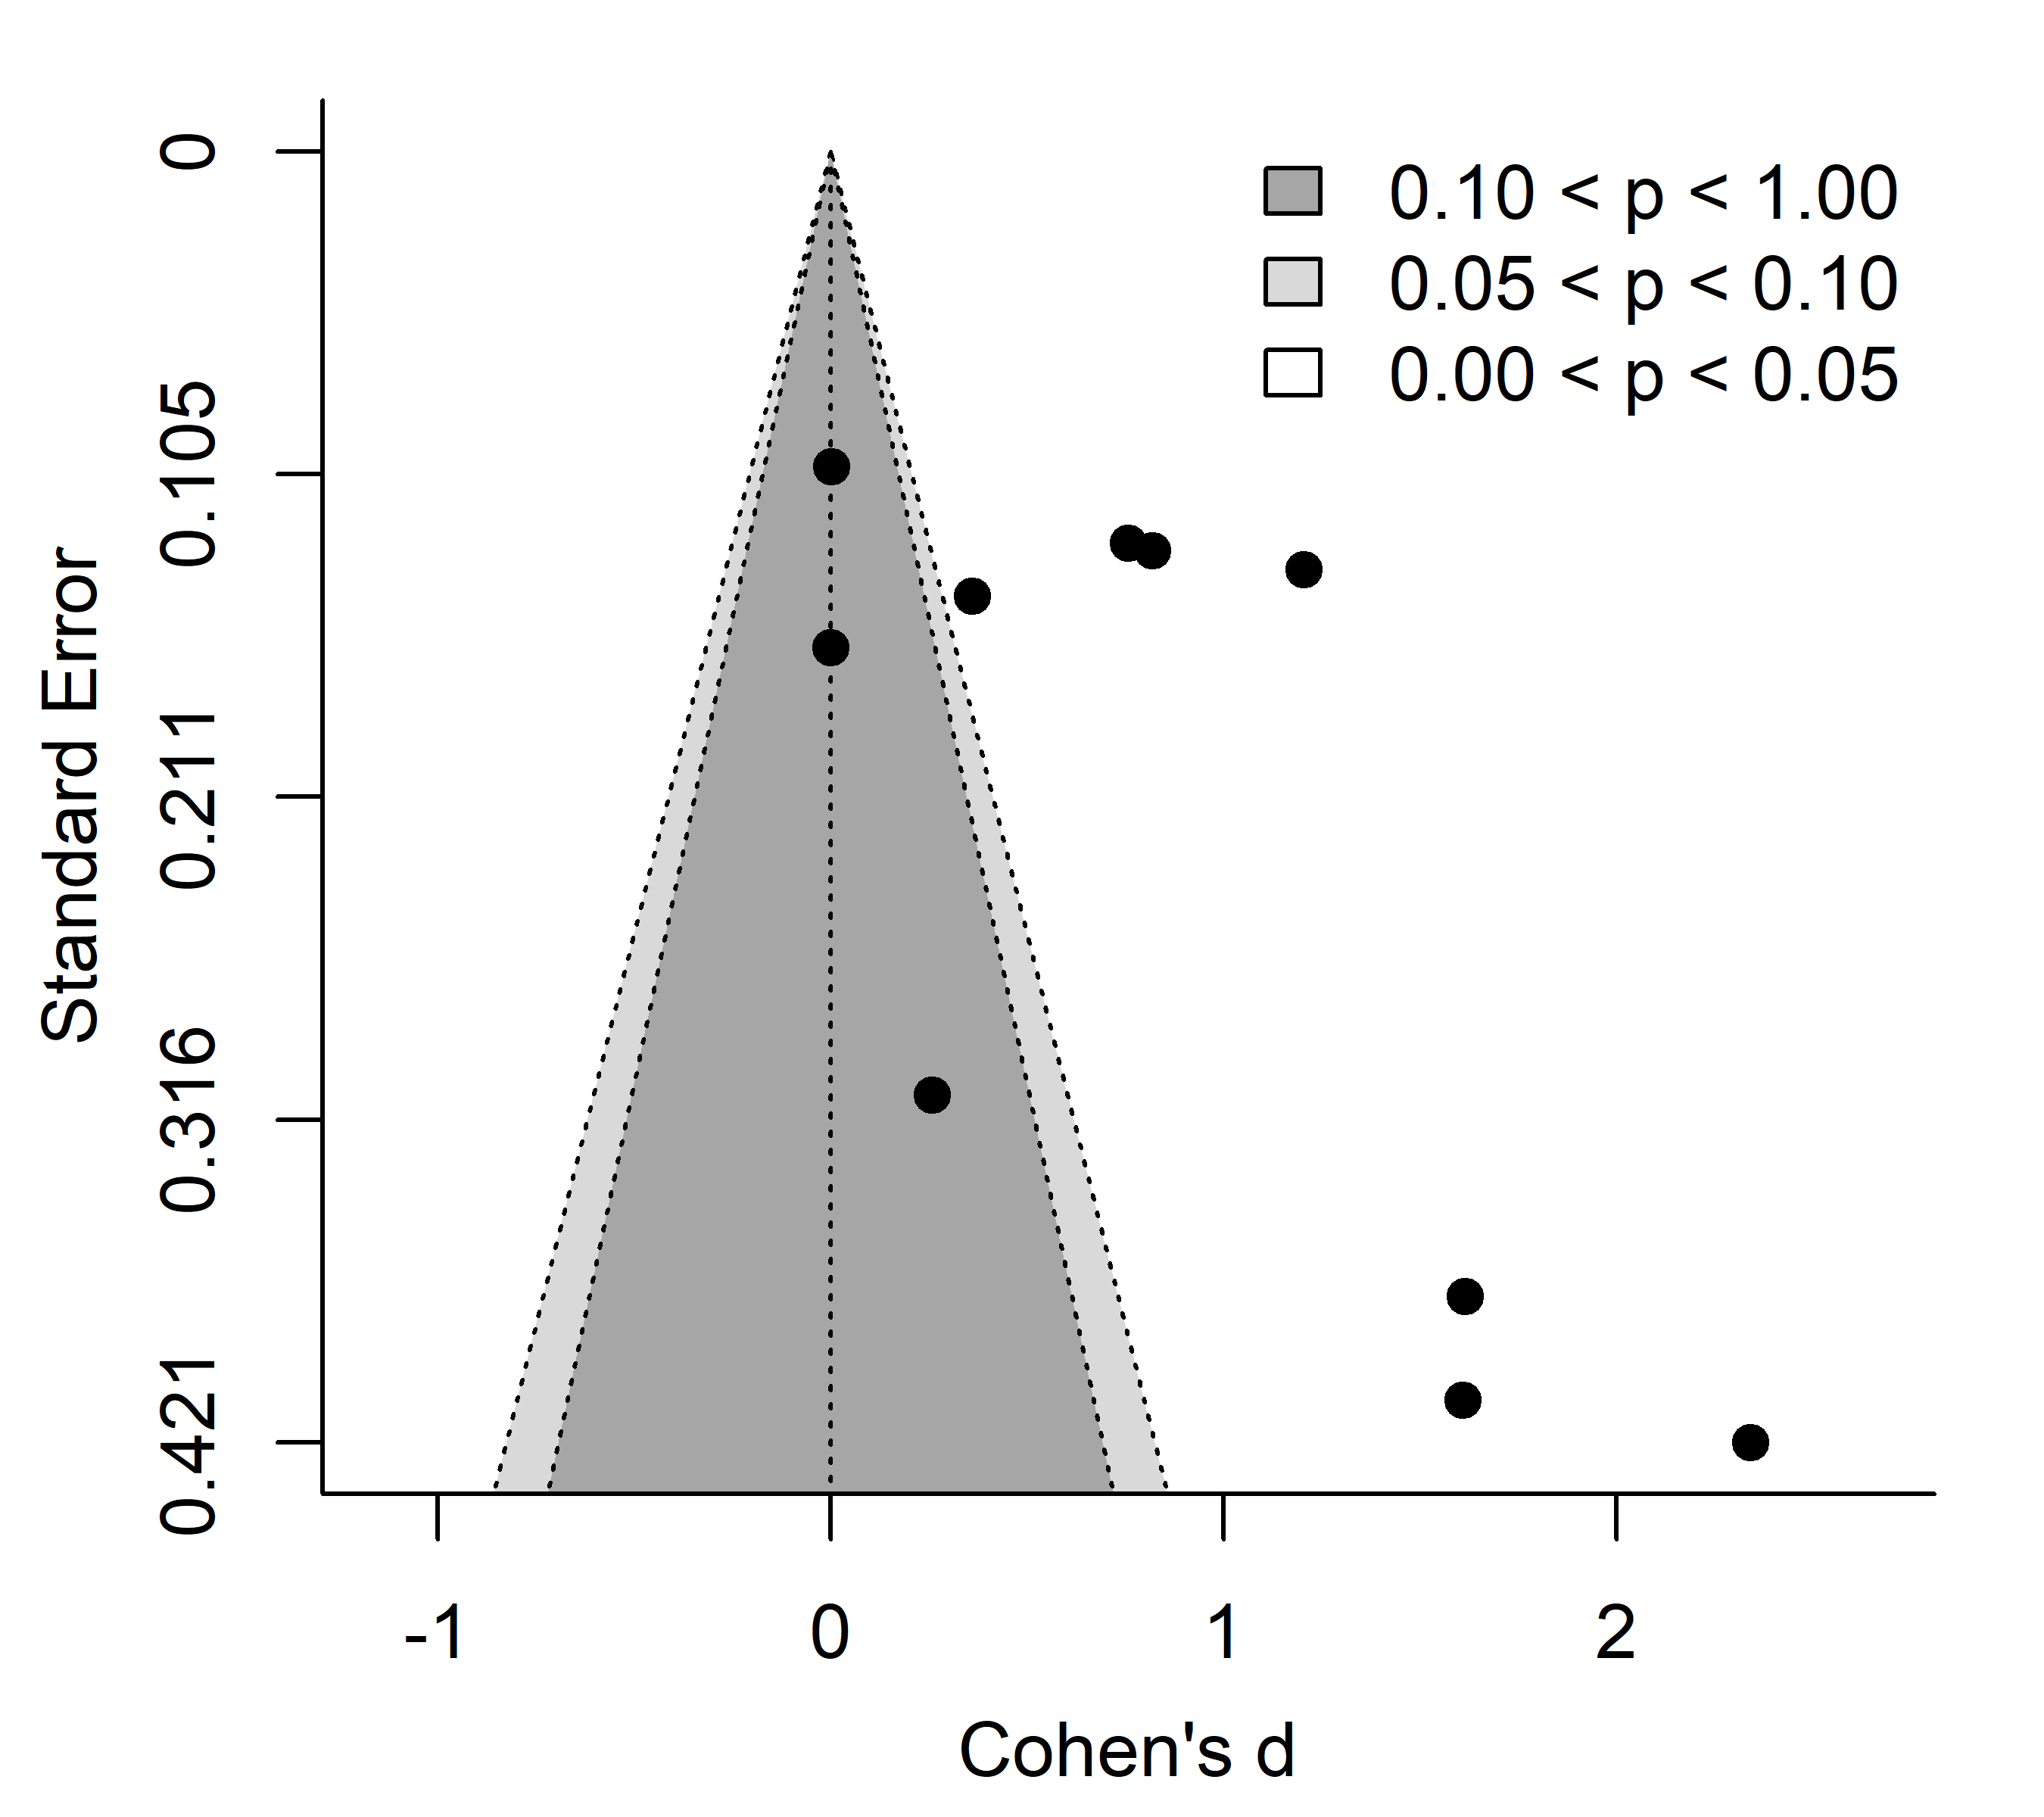 0.10 < p < 1.00
0.05 < p < 0.10
0.00 < p < 0.05
Standard Error
0
0.105
0.211
0.316
0.421
-1 0 1 2
Cohen's d